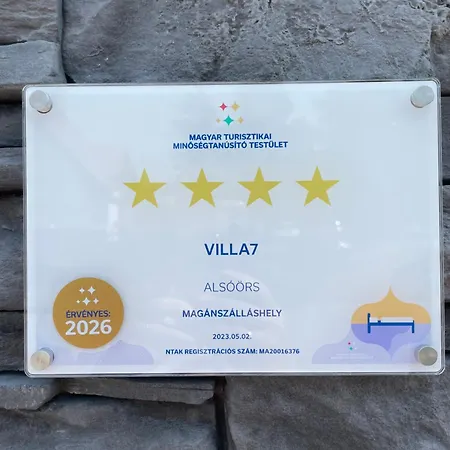 MAGYAR TURISZTIKAI
MINŐSÉGTANÚSÍTÓ TESTÜLET
VILLA7
ALSÓÖRS
MAGÁNSZÁLLÁSHELY
2023.05.02.
NTAK REGISZTRÁCIÓS SZÁM: MA20016376
ÉRVÉNYES:
2026